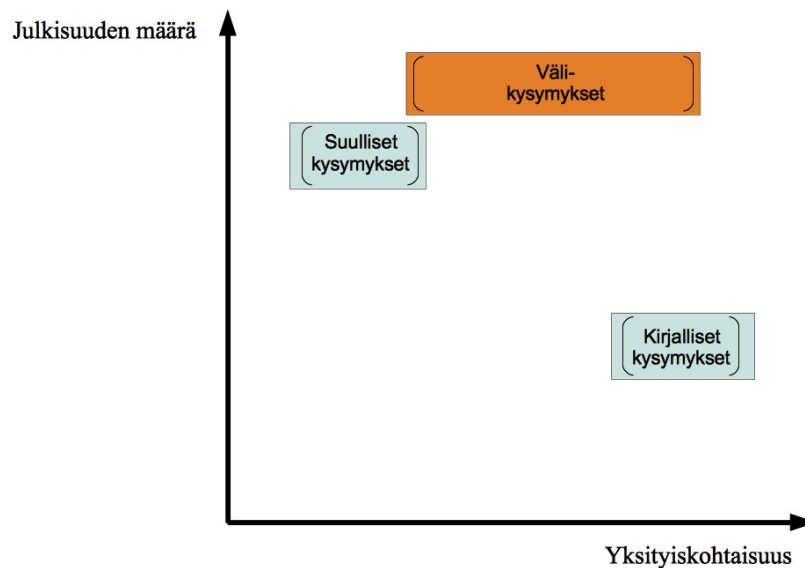 Julkisuuden määrä
Väli-
kysymykset
Suulliset
kysymykset
Kirjalliset
kysymykset
Yksityiskohtaisuus